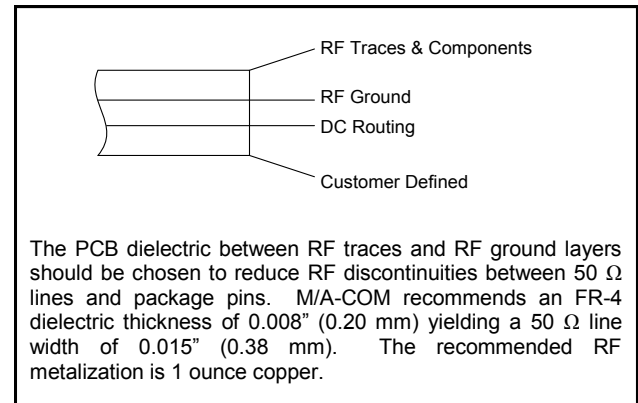 RF Traces & Components
RF Ground
DC Routing
Customer Defined
The PCB dielectric between RF traces and RF ground layers
should be chosen to reduce RF discontinuities between 50 Ω
lines and package pins. M/A-COM recommends an FR-4
dielectric thickness of 0.008” (0.20 mm) yielding a 50 Ω line
width of 0.015” (0.38 mm). The recommended RF
metalization is 1 ounce copper.